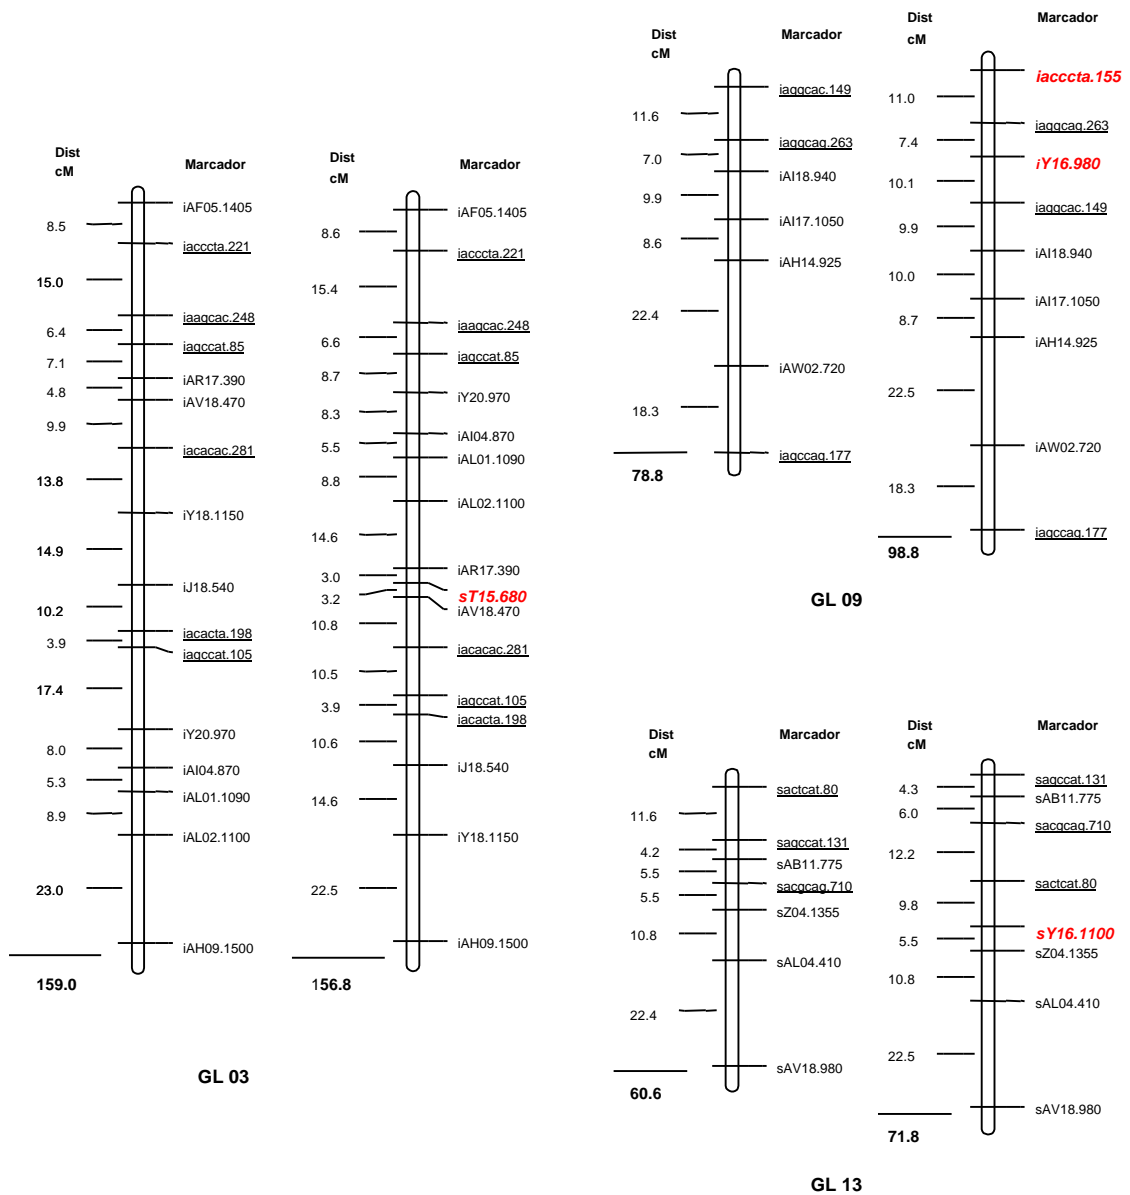 Dist
cM
Marcador
8.5
15.0
6.4
7.1
4.8
9.9
13.8
14.9
10.2
3.9
17.4
8.0
5.3
8.9
23.0
159.0
iAF05.1405
iacccta.221
iaagcac.248
iagccat.85
iAR17.390
iAV18.470
iacacac.281
iY18.1150
iJ18.540
iacacta.198
iagccat.105
iY20.970
iAI04.870
iAL01.1090
iAL02.1100
iAH09.1500
Dist
cM
Marcador
8.6
15.4
6.6
8.7
8.3
5.5
8.8
14.6
3.0
3.2
10.8
10.5
3.9
10.6
14.6
22.5
156.8
iAF05.1405
iacccta.221
iaagcac.248
iagccat.85
iY20.970
iAI04.870
iAL01.1090
iAL02.1100
iAR17.390
sT15.680
iAV18.470
iacacac.281
iagccat.105
iacacta.198
iJ18.540
iY18.1150
iAH09.1500
GL 03
Dist
cM
Marcador
11.6
7.0
9.9
8.6
22.4
18.3
78.8
iaggcac.149
iaggcag.263
iAI18.940
iAI17.1050
iAH14.925
iAW02.720
iagccag.177
Dist
cM
Marcador
11.0
7.4
10.1
9.9
10.0
8.7
22.5
18.3
98.8
iacccta.155
iaggcag.263
iY16.980
iaggcac.149
iAI18.940
iAI17.1050
iAH14.925
iAW02.720
iagccag.177
GL 09
Dist
cM
Marcador
11.6
4.2
5.5
5.5
10.8
22.4
60.6
sactcat.80
sagccat.131
sAB11.775
sacgcag.710
sZ04.1355
sAL04.410
sAV18.980
Dist
cM
Marcador
4.3
6.0
12.2
9.8
5.5
10.8
22.5
71.8
sagccat.131
sAB11.775
sacgcag.710
sactcat.80
sY16.1100
sZ04.1355
sAL04.410
sAV18.980
GL 13